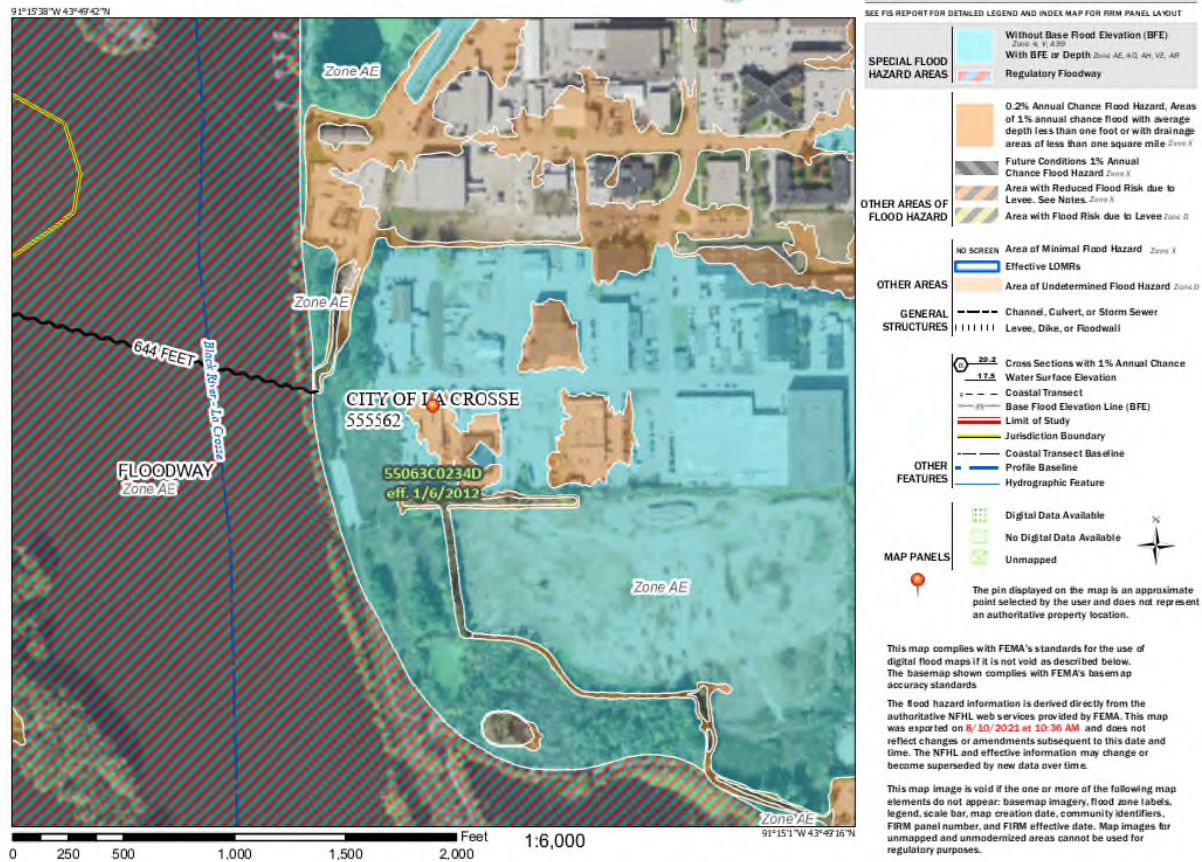 91°15'38"W 43°49'42"N
Zone AE
Zone AE
644 FEET
Black River - La Crosse
CITY OF LA CROSSE
555562
FLOODWAY
Zone AE
55063C0234D
eff. 1/6/2012
Zone AE
Zone AE
91°15'1"W 43°49'16"N
Feet
1:6,000
0 250 500 1,000 1,500 2,000
SEE FIS REPORT FOR DETAILED LEGEND AND INDEX MAP FOR FIRM PANEL LAYOUT
SPECIAL FLOOD
HAZARD AREAS
Without Base Flood Elevation (BFE)
Zone A, V, A99
With BFE or Depth Zone AE, AO, AH, VE, AR
Regulatory Floodway
OTHER AREAS OF
FLOOD HAZARD
0.2% Annual Chance Flood Hazard, Areas
of 1% annual chance flood with average
depth less than one foot or with drainage
areas of less than one square mile Zone X
Future Conditions 1% Annual
Chance Flood Hazard Zone X
Area with Reduced Flood Risk due to
Levee. See Notes. Zone X
Area with Flood Risk due to Levee Zone D
OTHER AREAS
NO SCREEN Area of Minimal Flood Hazard Zone X
Effective LOMRs
Area of Undetermined Flood Hazard Zone D
GENERAL
STRUCTURES
Channel, Culvert, or Storm Sewer
Levee, Dike, or Floodwall
OTHER
FEATURES
B 20.2 Cross Sections with 1% Annual Chance
17.5 Water Surface Elevation
8 Coastal Transect
Base Flood Elevation Line (BFE)
Limit of Study
Jurisdiction Boundary
Coastal Transect Baseline
Profile Baseline
Hydrographic Feature
MAP PANELS
Digital Data Available
No Digital Data Available
Unmapped
N
The pin displayed on the map is an approximate
point selected by the user and does not represent
an authoritative property location.
This map complies with FEMA's standards for the use of
digital flood maps if it is not void as described below.
The basemap shown complies with FEMA's basemap
accuracy standards
The flood hazard information is derived directly from the
authoritative NFHL web services provided by FEMA. This map
was exported on 8/10/2021 at 10:36 AM and does not
reflect changes or amendments subsequent to this date and
time. The NFHL and effective information may change or
become superseded by new data over time.
This map image is void if the one or more of the following map
elements do not appear: basemap imagery, flood zone labels,
legend, scale bar, map creation date, community identifiers,
FIRM panel number, and FIRM effective date. Map images for
unmapped and unmodernized areas cannot be used for
regulatory purposes.